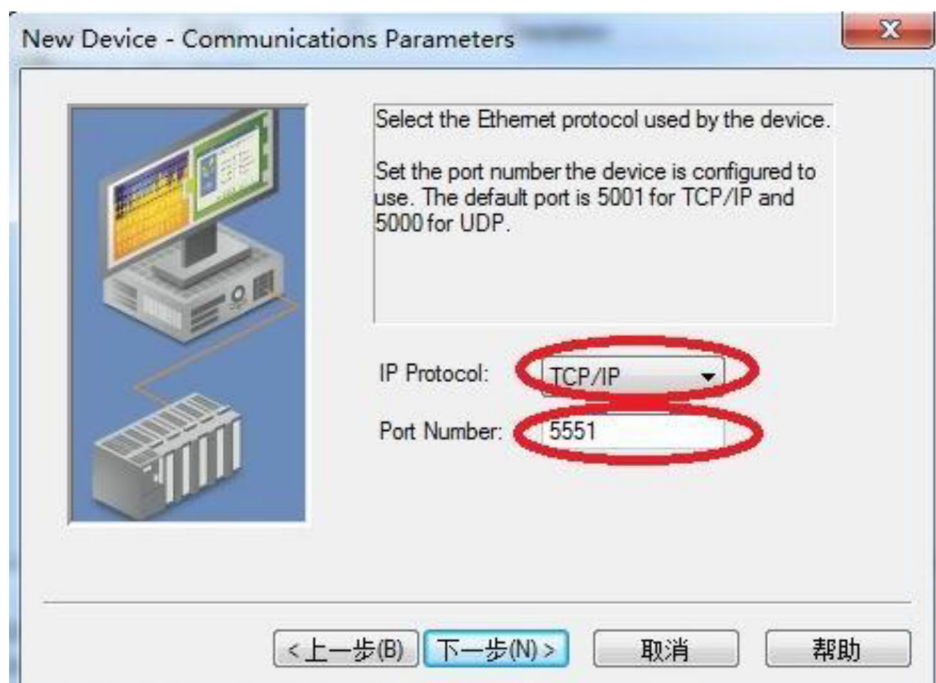 New Device - Communications Parameters
Select the Ethernet protocol used by the device.
Set the port number the device is configured to
use. The default port is 5001 for TCP/IP and
5000 for UDP.
IP Protocol: TCP/IP
Port Number: 5551
<上一步(B) 下一步(N)> 取消 帮助